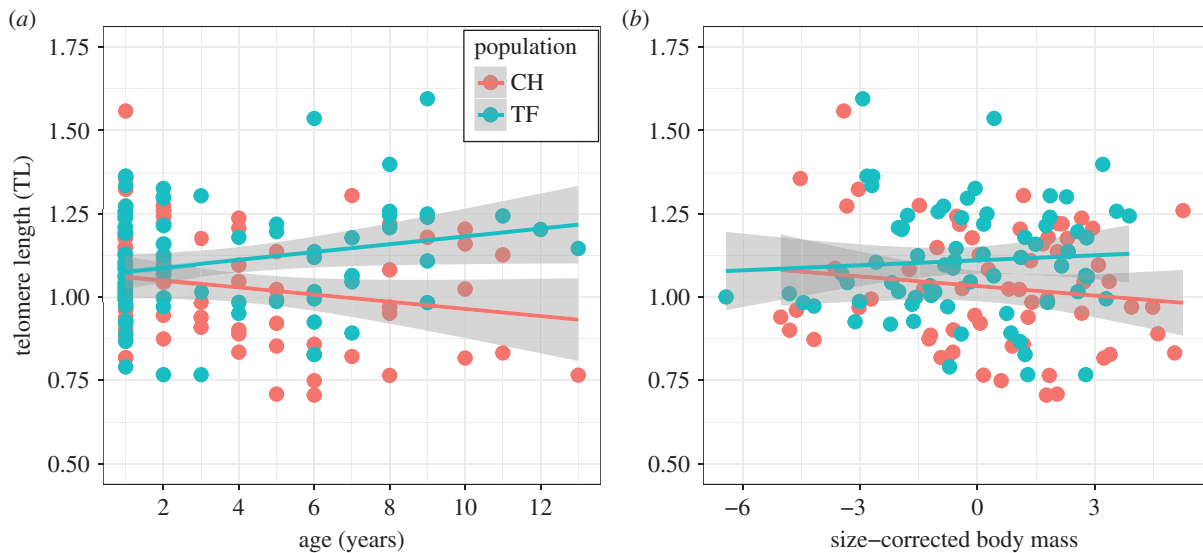 (a)
1.75
1.50
1.25
1.00
0.75
0.50
telomere length (TL)
population
CH
TF
2 4 6 8 10 12
age (years)
(b)
1.75
1.50
1.25
1.00
0.75
0.50
−6 −3 0 3
size−corrected body mass